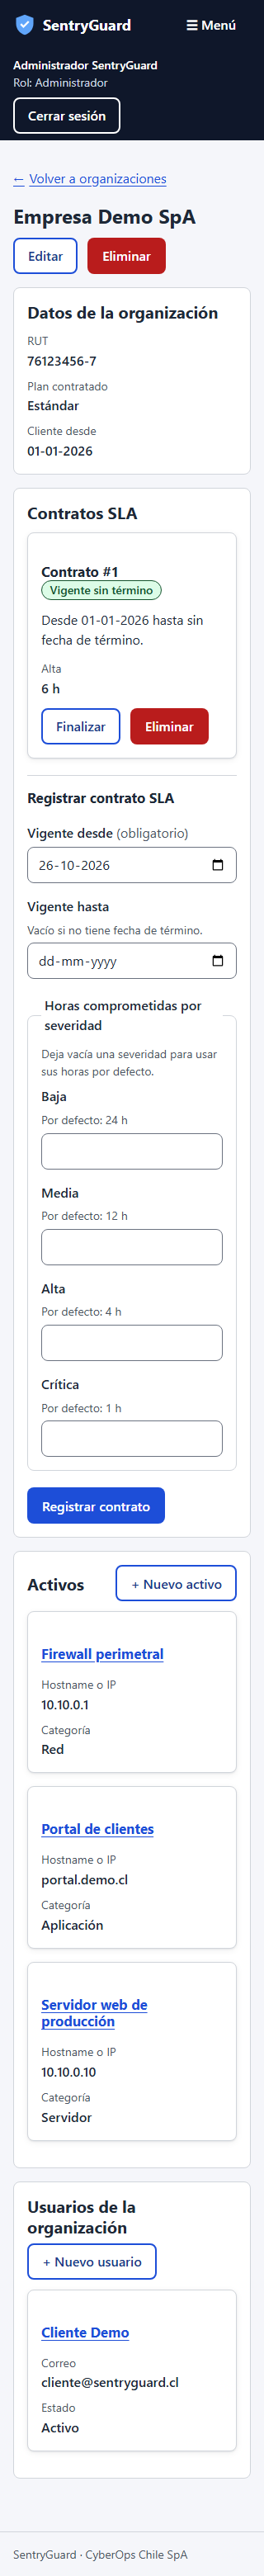 SentryGuard
☰ Menú
Administrador SentryGuard
Rol: Administrador
Cerrar sesión
← Volver a organizaciones
Empresa Demo SpA
Editar
Eliminar
Datos de la organización
RUT
76123456-7
Plan contratado
Estándar
Cliente desde
01-01-2026
Contratos SLA
Contrato #1
Vigente sin término
Desde 01-01-2026 hasta sin
fecha de término.
Alta
6 h
Finalizar
Eliminar
Registrar contrato SLA
Vigente desde (obligatorio)
26-10-2026
Vigente hasta
Vacío si no tiene fecha de término.
dd-mm-yyyy
Horas comprometidas por
severidad
Deja vacía una severidad para usar
sus horas por defecto.
Baja
Por defecto: 24 h
Media
Por defecto: 12 h
Alta
Por defecto: 4 h
Crítica
Por defecto: 1 h
Registrar contrato
Activos
+ Nuevo activo
Firewall perimetral
Hostname o IP
10.10.0.1
Categoría
Red
Portal de clientes
Hostname o IP
portal.demo.cl
Categoría
Aplicación
Servidor web de
producción
Hostname o IP
10.10.0.10
Categoría
Servidor
Usuarios de la
organización
+ Nuevo usuario
Cliente Demo
Correo
cliente@sentryguard.cl
Estado
Activo
SentryGuard · CyberOps Chile SpA